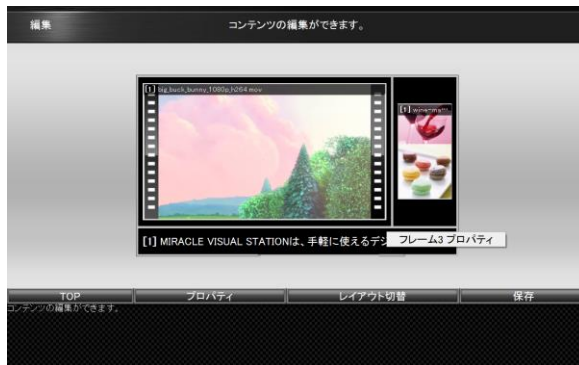 編集
コンテンツの編集ができます。
[1] big_buck_bunny_1080p_h264.mov
[1]
[1] MIRACLE VISUAL STATIONは、手軽に使えるデジ
フレーム3 プロパティ
TOP
プロパティ
レイアウト切替
保存
コンテンツの編集ができます。